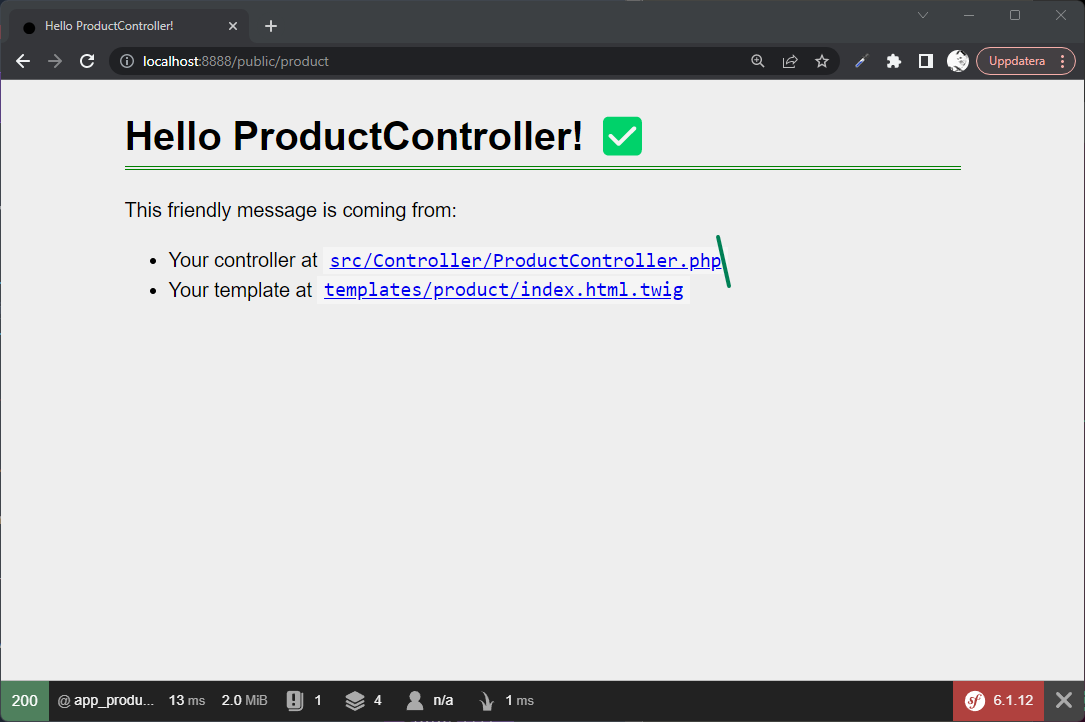 Hello ProductController!
localhost:8888/public/product
Uppdatera
Hello ProductController! ✅
This friendly message is coming from:
• Your controller at src/Controller/ProductController.php
• Your template at templates/product/index.html.twig
200 @ app_produ... 13 ms 2.0 MiB 1 4 n/a 1 ms sf 6.1.12